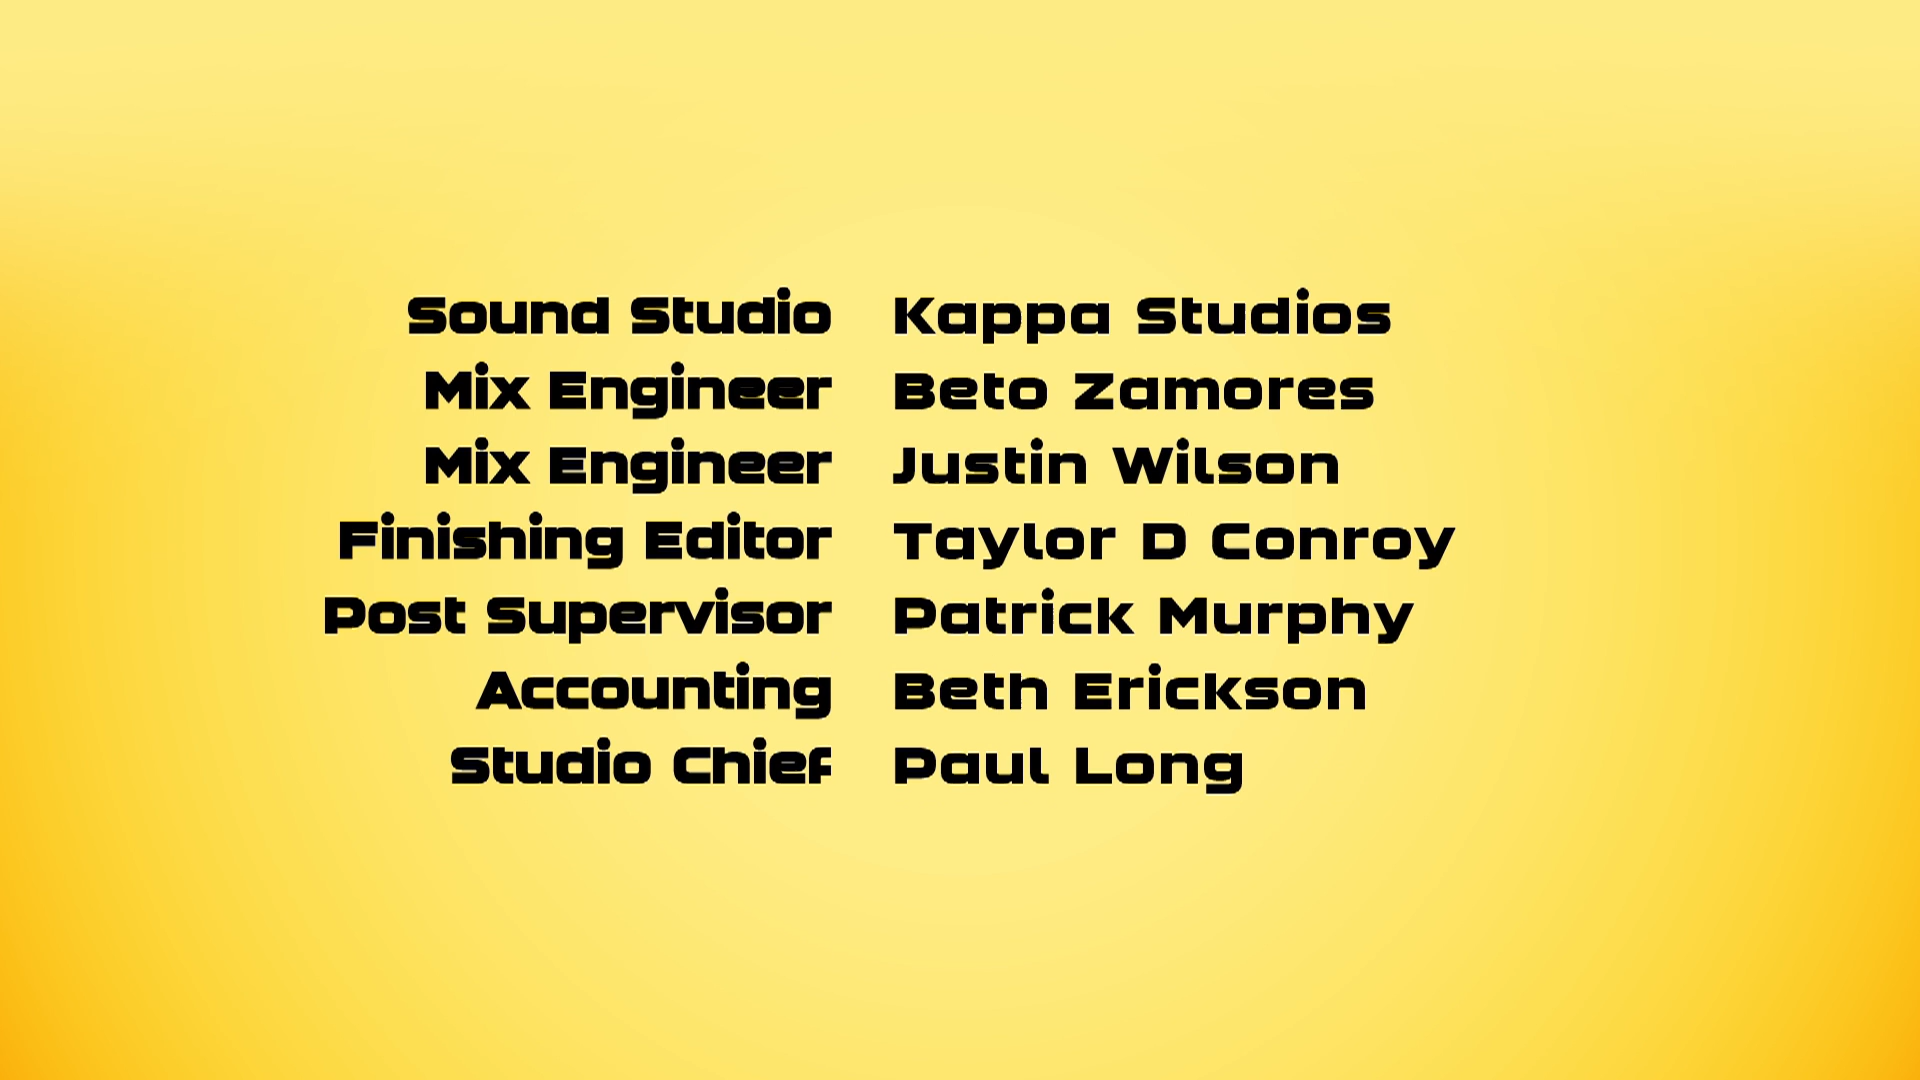 Sound Studio Kappa Studios
Mix Engineer Beto Zamores
Mix Engineer Justin Wilson
Finishing Editor Taylor D Conroy
Post Supervisor Patrick Murphy
Accounting Beth Erickson
Studio Chief Paul Long